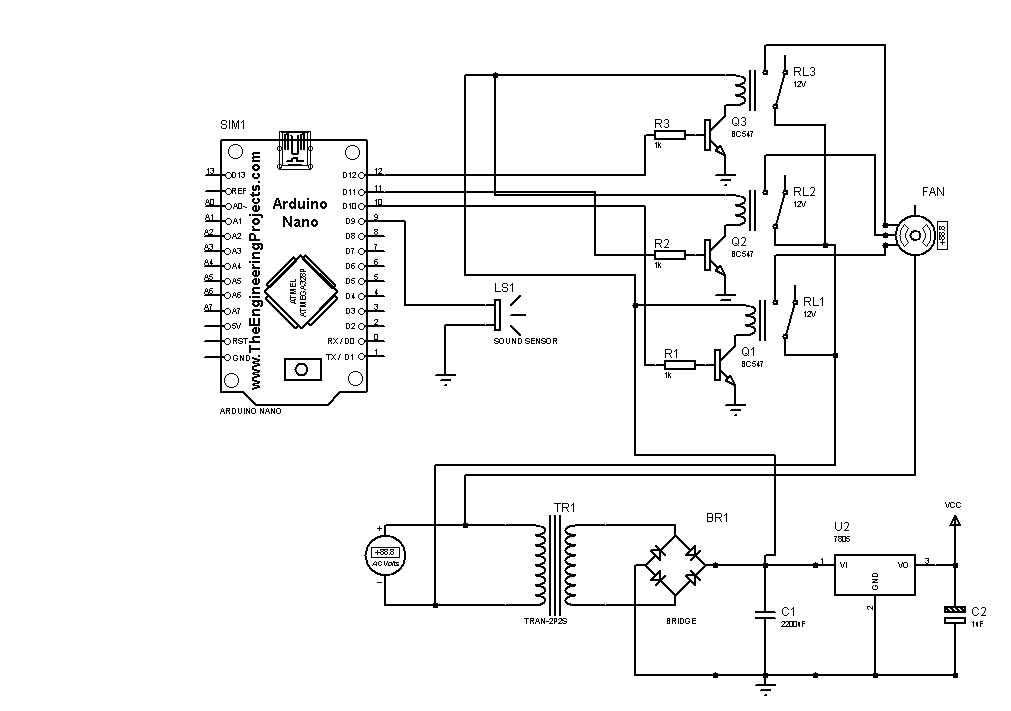 SIM1
www.TheEngineeringProjects.com
Arduino
Nano
ATMEL
ATMEGA328P
13
D13
REF
A0
A0~
A1
A1
A2
A2
A3
A3
A4
A4
A5
A5
A6
A6
A7
A7
5V
RST
GND
D12
12
D11
11
D10
10
D9
9
D8
8
D7
7
D6
6
D5
5
D4
4
D3
3
D2
2
RX / D0
0
TX / D1
1
ARDUINO NANO
LS1
SOUND SENSOR
R3
1k
Q3
BC547
RL3
12V
R2
1k
Q2
BC547
RL2
12V
R1
1k
Q1
BC547
RL1
12V
FAN
+88.8
+
+88.8
AC Volts
−
TR1
TRAN-2P2S
BR1
BRIDGE
C1
2200uF
U2
7805
1
VI
VO
3
GND
2
VCC
C2
1uF